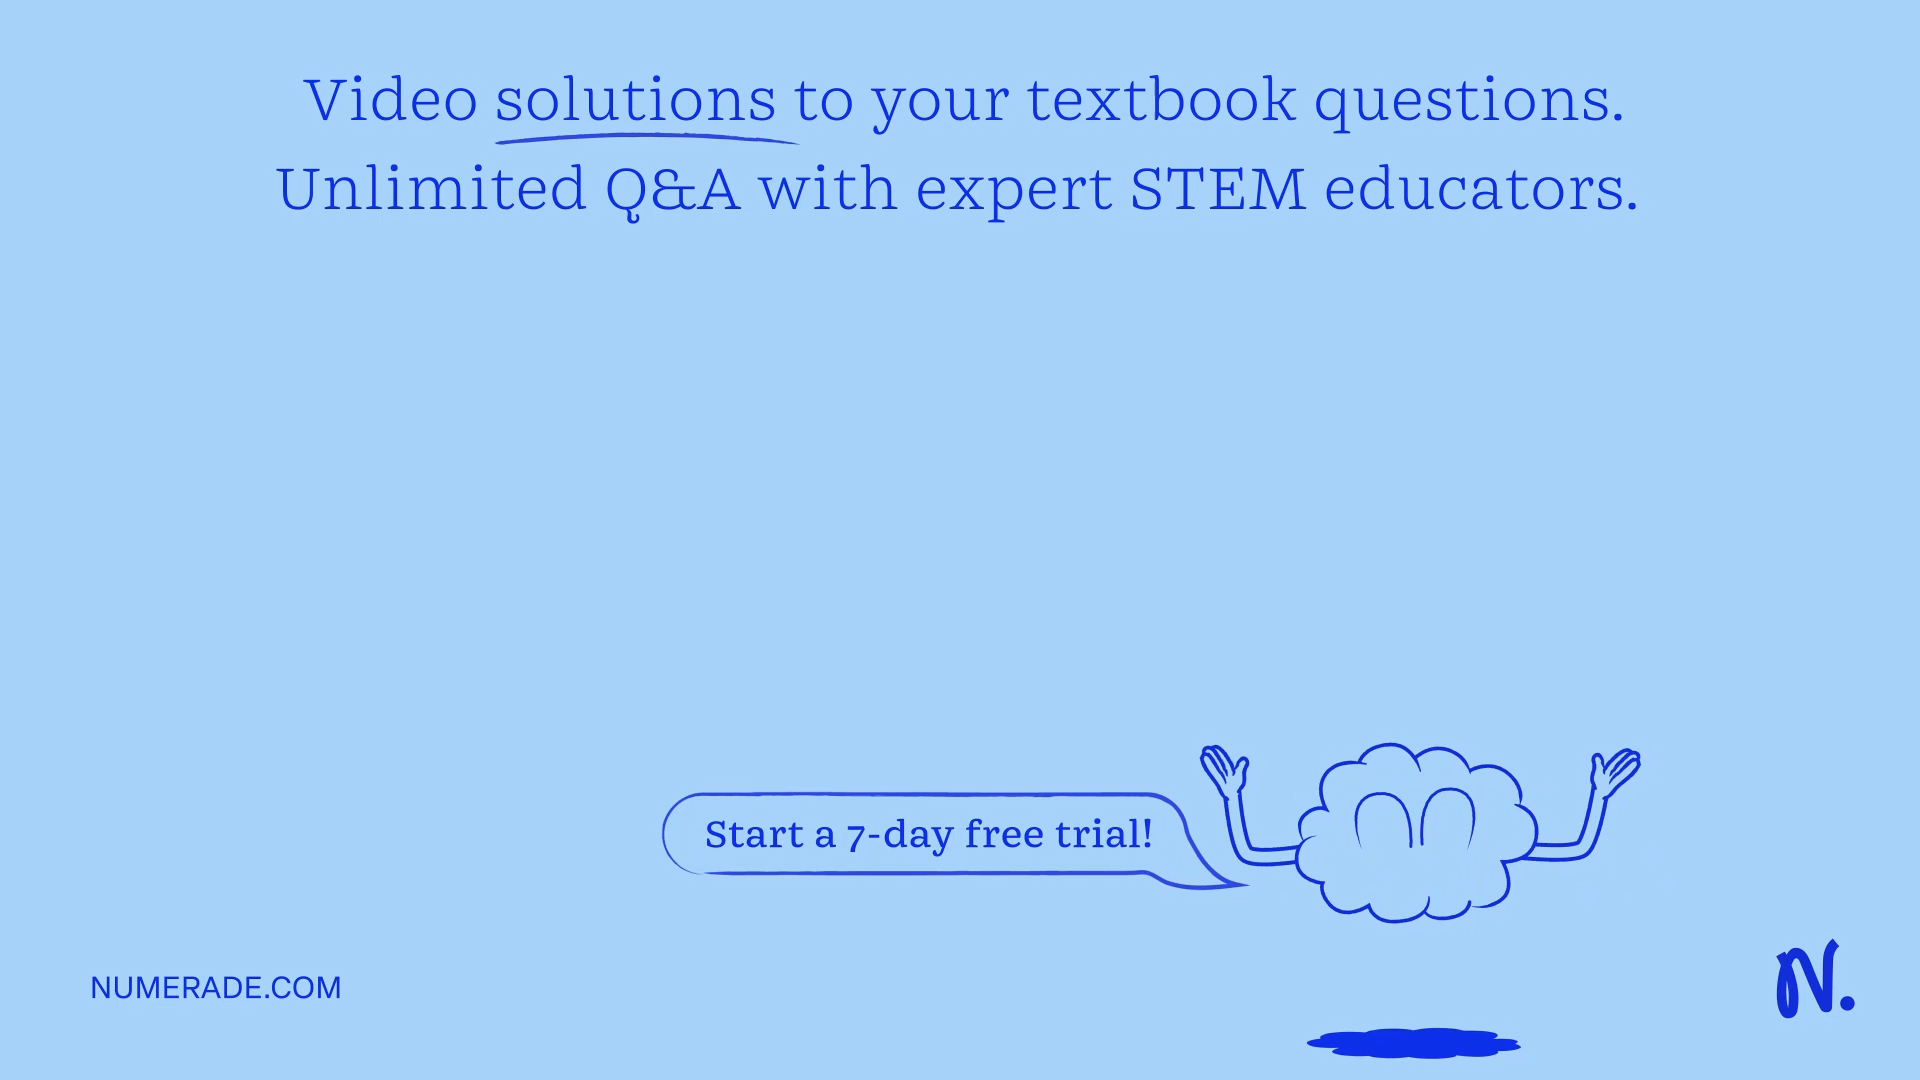 Video solutions to your textbook questions.
Unlimited Q&A with expert STEM educators.
Start a 7-day free trial!
NUMERADE.COM
N.